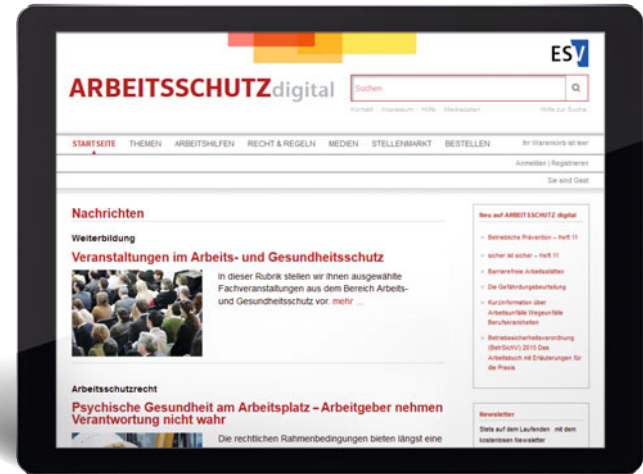 ESV
ARBEITSSCHUTZdigital
Suchen
Kontakt · Impressum · Hilfe · Mediadaten
Hilfe zur Suche
STARTSEITE THEMEN ARBEITSHILFEN RECHT & REGELN MEDIEN STELLENMARKT BESTELLEN
Ihr Warenkorb ist leer
Anmelden | Registrieren
Sie sind Gast
Nachrichten
Weiterbildung
Veranstaltungen im Arbeits- und Gesundheitsschutz
In dieser Rubrik stellen wir Ihnen ausgewählte
Fachveranstaltungen aus dem Bereich Arbeits-
und Gesundheitsschutz vor. mehr ...
Arbeitsschutzrecht
Psychische Gesundheit am Arbeitsplatz – Arbeitgeber nehmen
Verantwortung nicht wahr
Die rechtlichen Rahmenbedingungen bieten längst eine
Neu auf ARBEITSSCHUTZ digital
» Betriebliche Prävention – Heft 11
» sicher ist sicher – Heft 11
» Barrierefreie Arbeitsstätten
» Die Gefährdungsbeurteilung
» Kurzinformation über
Arbeitsunfälle Wegeunfälle
Berufskrankheiten
» Betriebssicherheitsverordnung
(BetrSichV) 2015 Das
Arbeitsbuch mit Erläuterungen für
die Praxis
Newsletter
Stets auf dem Laufenden mit dem
kostenlosen Newsletter